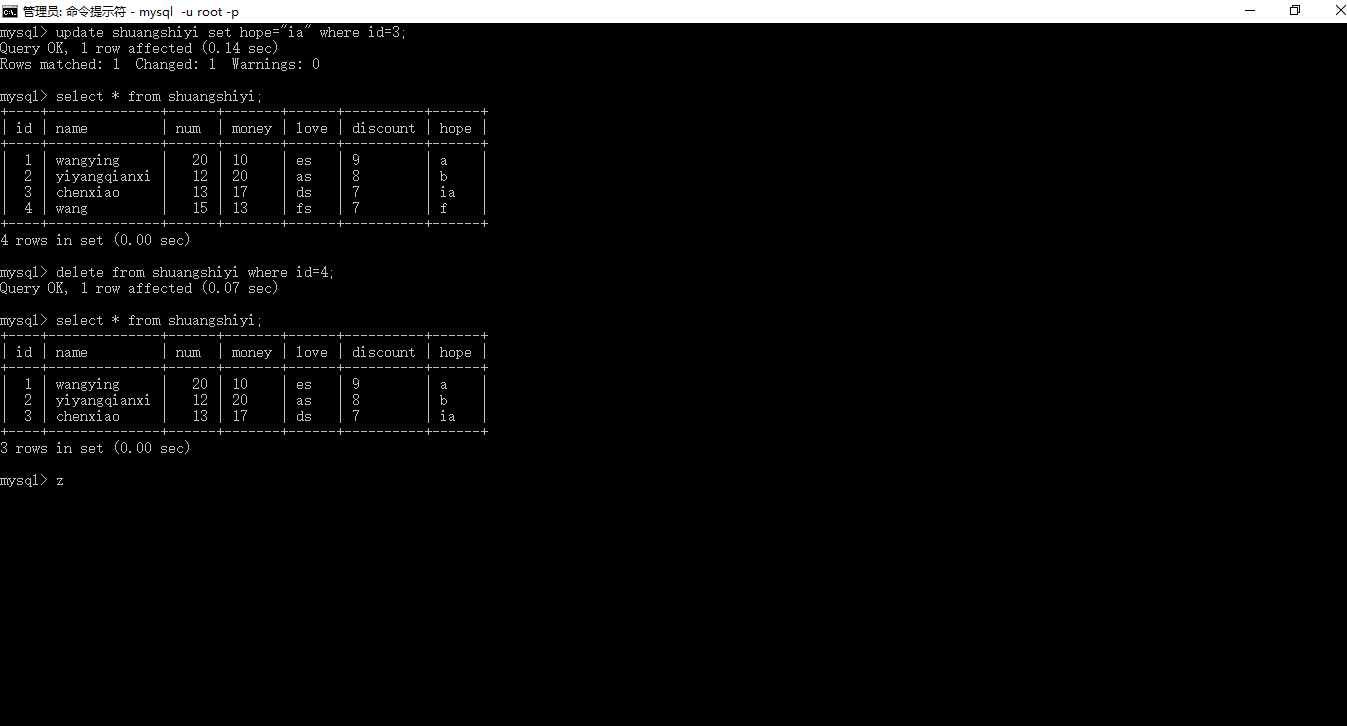 管理员: 命令提示符 - mysql  -u root -p
mysql> update shuangshiyi set hope="ia" where id=3;
Query OK, 1 row affected (0.14 sec)
Rows matched: 1  Changed: 1  Warnings: 0
mysql> select * from shuangshiyi;
+----+--------------+------+-------+------+----------+------+
| id | name         | num  | money | love | discount | hope |
+----+--------------+------+-------+------+----------+------+
|  1 | wangying     |   20 | 10    | es   | 9        | a    |
|  2 | yiyangqianxi |   12 | 20    | as   | 8        | b    |
|  3 | chenxiao     |   13 | 17    | ds   | 7        | ia   |
|  4 | wang         |   15 | 13    | fs   | 7        | f    |
+----+--------------+------+-------+------+----------+------+
4 rows in set (0.00 sec)
mysql> delete from shuangshiyi where id=4;
Query OK, 1 row affected (0.07 sec)
mysql> select * from shuangshiyi;
+----+--------------+------+-------+------+----------+------+
| id | name         | num  | money | love | discount | hope |
+----+--------------+------+-------+------+----------+------+
|  1 | wangying     |   20 | 10    | es   | 9        | a    |
|  2 | yiyangqianxi |   12 | 20    | as   | 8        | b    |
|  3 | chenxiao     |   13 | 17    | ds   | 7        | ia   |
+----+--------------+------+-------+------+----------+------+
3 rows in set (0.00 sec)
mysql> z